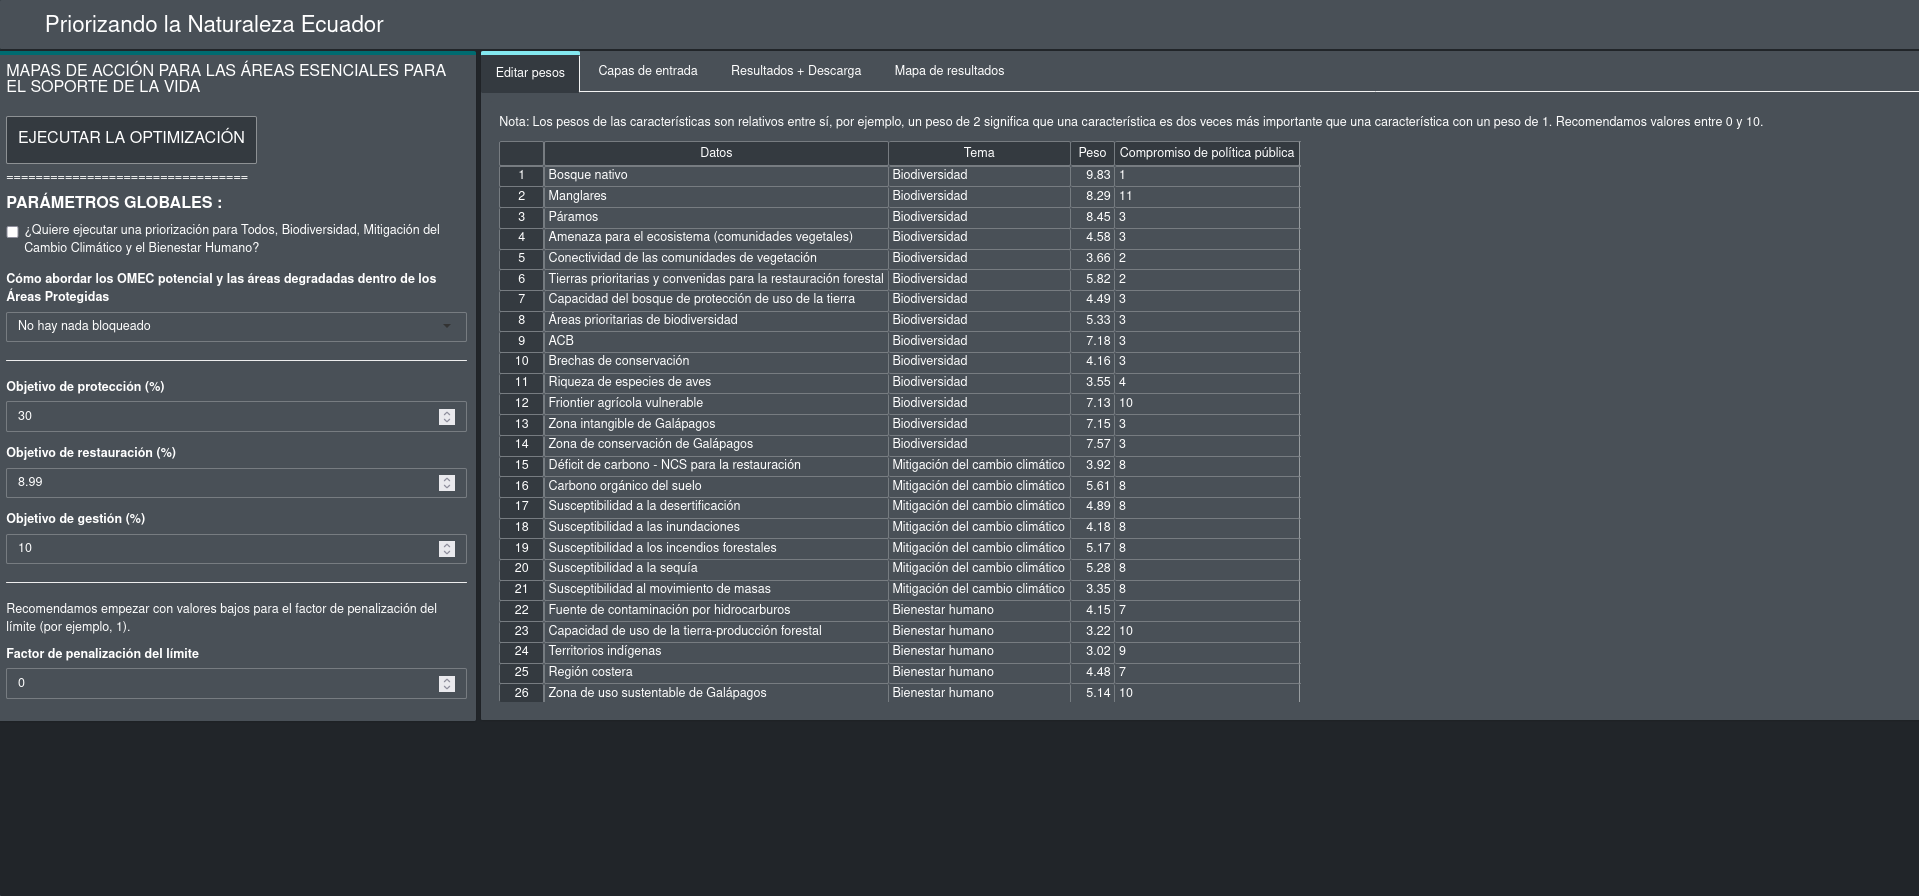 Priorizando la Naturaleza Ecuador
MAPAS DE ACCIÓN PARA LAS ÁREAS ESENCIALES PARA
EL SOPORTE DE LA VIDA
EJECUTAR LA OPTIMIZACIÓN
=================================
PARÁMETROS GLOBALES :
¿Quiere ejecutar una priorización para Todos, Biodiversidad, Mitigación del
Cambio Climático y el Bienestar Humano?
Cómo abordar los OMEC potencial y las áreas degradadas dentro de los
Áreas Protegidas
No hay nada bloqueado
Objetivo de protección (%)
30
Objetivo de restauración (%)
8.99
Objetivo de gestión (%)
10
Recomendamos empezar con valores bajos para el factor de penalización del
límite (por ejemplo, 1).
Factor de penalización del límite
0
Editar pesos Capas de entrada Resultados + Descarga Mapa de resultados
Nota: Los pesos de las características son relativos entre sí, por ejemplo, un peso de 2 significa que una característica es dos veces más importante que una característica con un peso de 1. Recomendamos valores entre 0 y 10.
Datos Tema Peso Compromiso de política pública
1 Bosque nativo Biodiversidad 9.83 1
2 Manglares Biodiversidad 8.29 11
3 Páramos Biodiversidad 8.45 3
4 Amenaza para el ecosistema (comunidades vegetales) Biodiversidad 4.58 3
5 Conectividad de las comunidades de vegetación Biodiversidad 3.66 2
6 Tierras prioritarias y convenidas para la restauración forestal Biodiversidad 5.82 2
7 Capacidad del bosque de protección de uso de la tierra Biodiversidad 4.49 3
8 Áreas prioritarias de biodiversidad Biodiversidad 5.33 3
9 ACB Biodiversidad 7.18 3
10 Brechas de conservación Biodiversidad 4.16 3
11 Riqueza de especies de aves Biodiversidad 3.55 4
12 Friontier agrícola vulnerable Biodiversidad 7.13 10
13 Zona intangible de Galápagos Biodiversidad 7.15 3
14 Zona de conservación de Galápagos Biodiversidad 7.57 3
15 Déficit de carbono - NCS para la restauración Mitigación del cambio climático 3.92 8
16 Carbono orgánico del suelo Mitigación del cambio climático 5.61 8
17 Susceptibilidad a la desertificación Mitigación del cambio climático 4.89 8
18 Susceptibilidad a las inundaciones Mitigación del cambio climático 4.18 8
19 Susceptibilidad a los incendios forestales Mitigación del cambio climático 5.17 8
20 Susceptibilidad a la sequía Mitigación del cambio climático 5.28 8
21 Susceptibilidad al movimiento de masas Mitigación del cambio climático 3.35 8
22 Fuente de contaminación por hidrocarburos Bienestar humano 4.15 7
23 Capacidad de uso de la tierra-producción forestal Bienestar humano 3.22 10
24 Territorios indígenas Bienestar humano 3.02 9
25 Región costera Bienestar humano 4.48 7
26 Zona de uso sustentable de Galápagos Bienestar humano 5.14 10